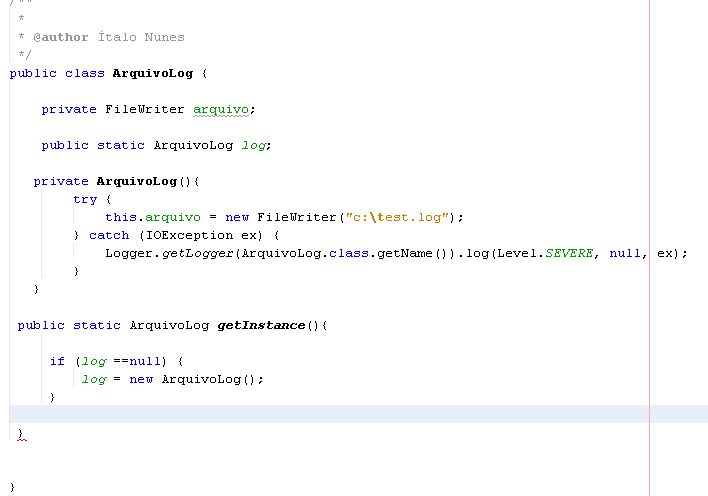 /**
*
* @author Ítalo Nunes
*/
public class ArquivoLog {
private FileWriter arquivo;
public static ArquivoLog log;
private ArquivoLog(){
try {
this.arquivo = new FileWriter("c:\test.log");
} catch (IOException ex) {
Logger.getLogger(ArquivoLog.class.getName()).log(Level.SEVERE, null, ex);
}
}
public static ArquivoLog getInstance(){
if (log ==null) {
log = new ArquivoLog();
}
}
}